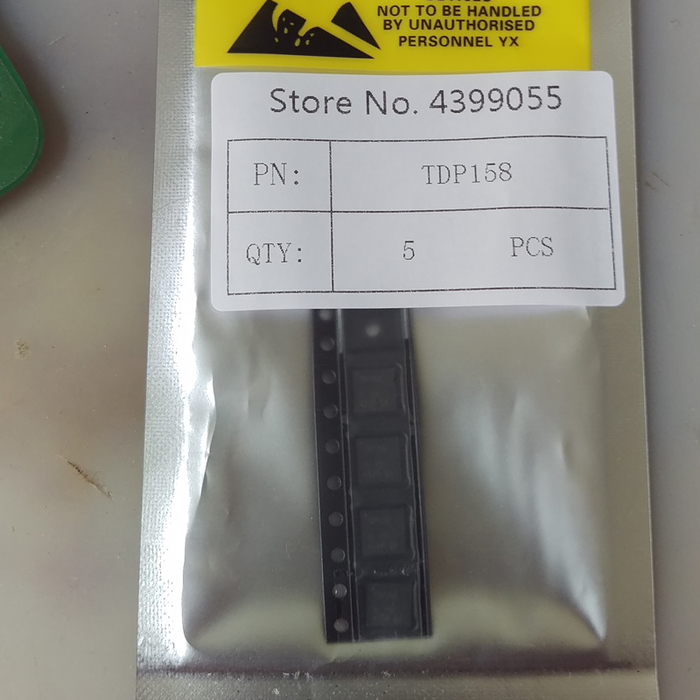 NOT TO BE HANDLED
BY UNAUTHORISED
PERSONNEL YX
Store No. 4399055
PN: TDP158
QTY: 5 PCS